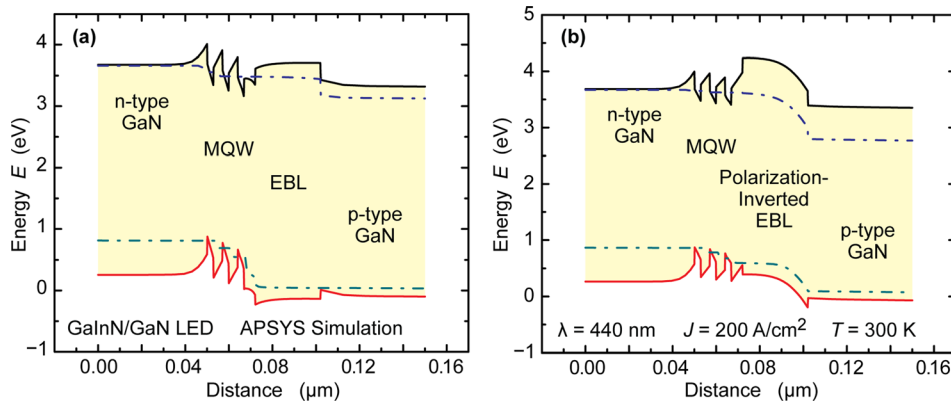 (a)
4
3
2
1
0
−1
Energy E (eV)
n-type
GaN
MQW
EBL
p-type
GaN
GaInN/GaN LED
APSYS Simulation
0.00
0.04
0.08
0.12
0.16
Distance (μm)
(b)
5
4
3
2
1
0
−1
Energy E (eV)
n-type
GaN
MQW
Polarization-
Inverted
EBL
p-type
GaN
λ = 440 nm
J = 200 A/cm²
T = 300 K
0.00
0.04
0.08
0.12
0.16
Distance (μm)